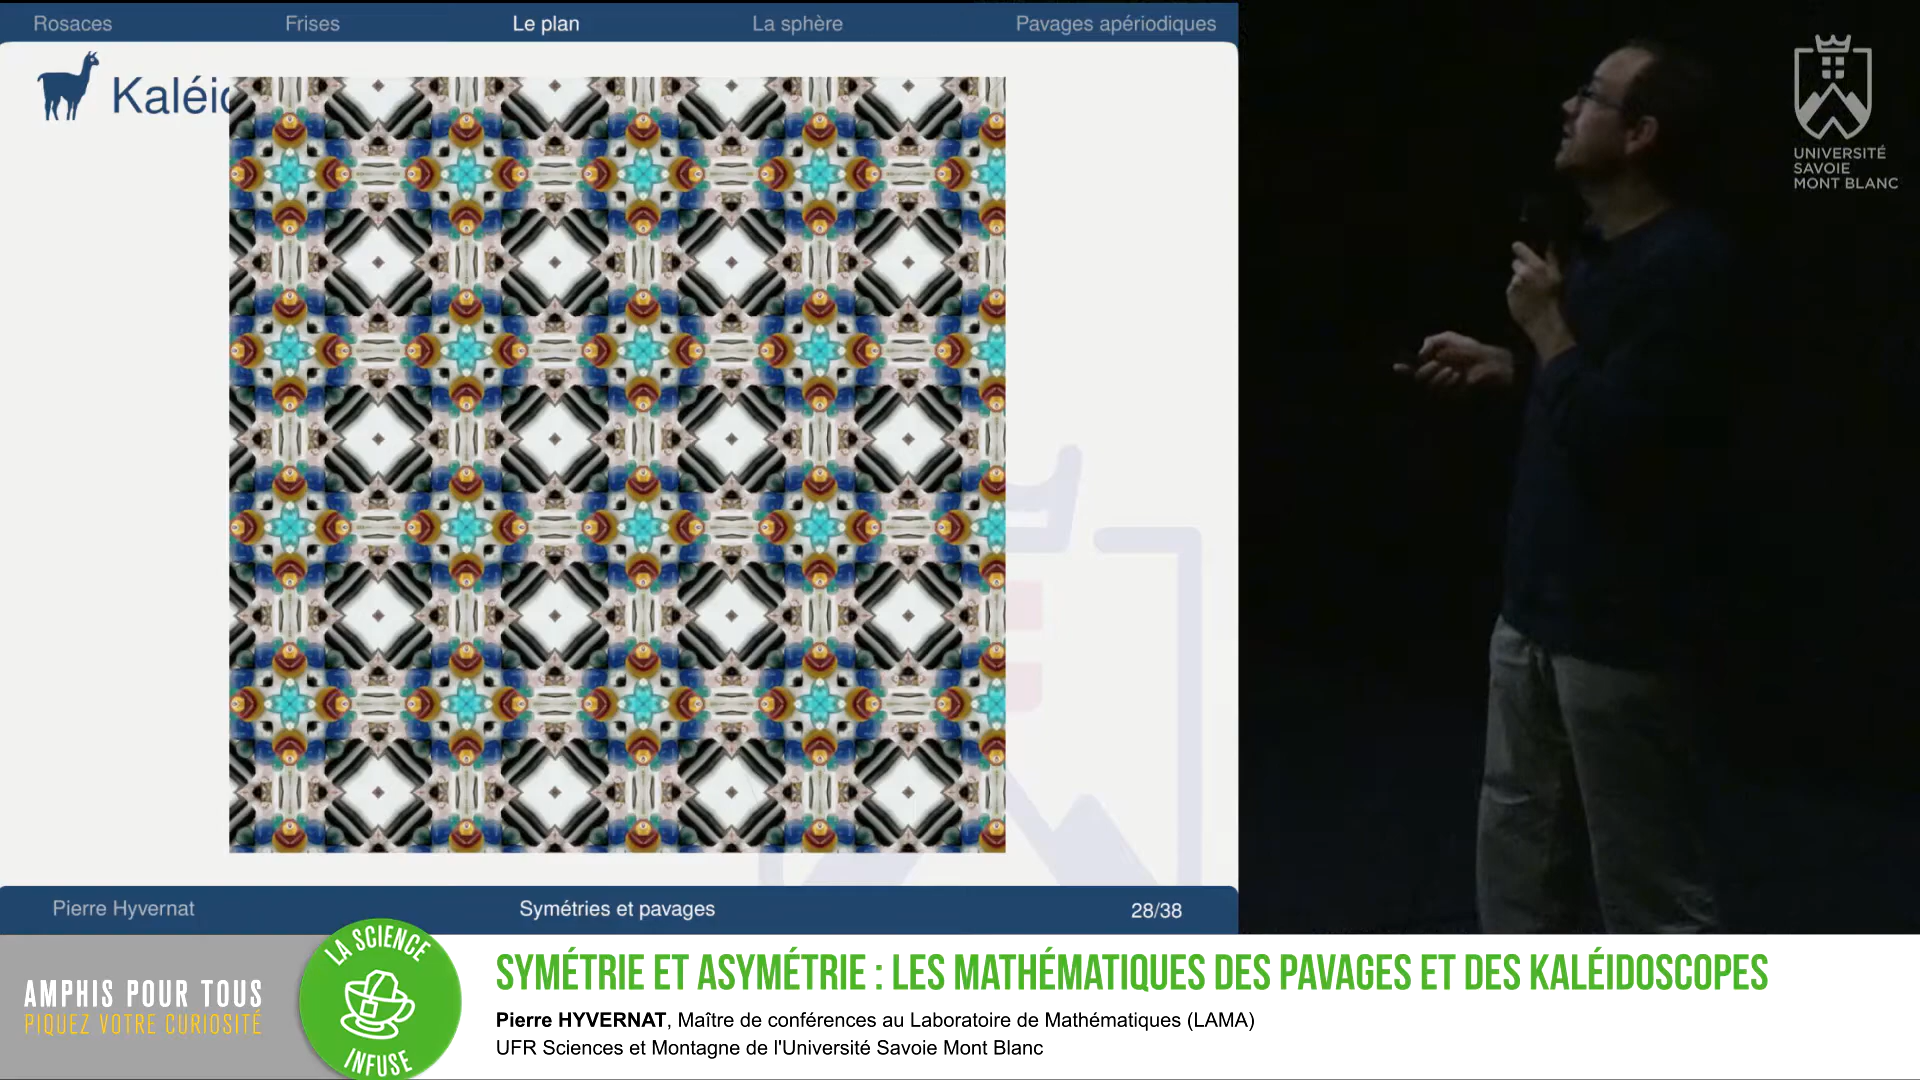 Rosaces Frises Le plan La sphère Pavages apériodiques
Kaléid
UNIVERSITÉ
SAVOIE
MONT BLANC
Pierre Hyvernat Symétries et pavages 28/38
AMPHIS POUR TOUS
PIQUEZ VOTRE CURIOSITÉ
LA SCIENCE
INFUSE
SYMÉTRIE ET ASYMÉTRIE : LES MATHÉMATIQUES DES PAVAGES ET DES KALÉIDOSCOPES
Pierre HYVERNAT, Maître de conférences au Laboratoire de Mathématiques (LAMA)
UFR Sciences et Montagne de l'Université Savoie Mont Blanc